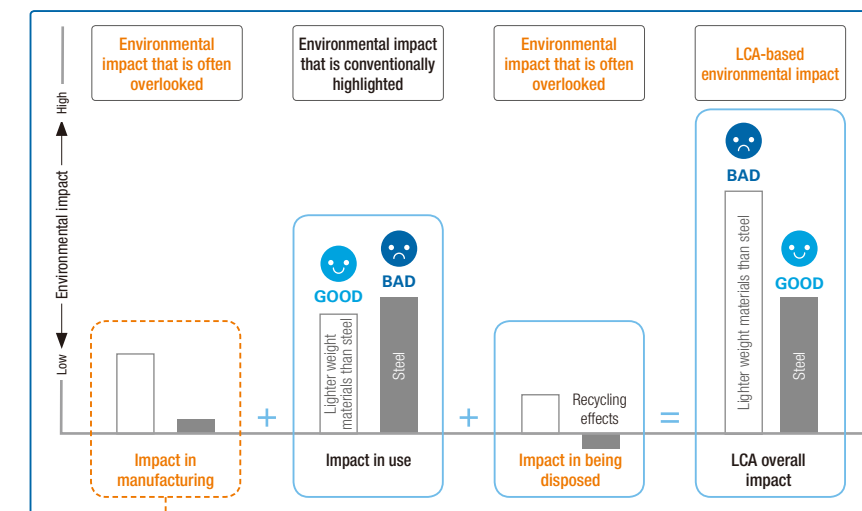 Environmental
impact that is often
overlooked
Environmental impact
that is conventionally
highlighted
Environmental
impact that is often
overlooked
LCA-based
environmental impact
High
Environmental impact
Low
GOOD
BAD
Lighter weight
materials than steel
Steel
Recycling
effects
BAD
GOOD
Lighter weight materials than steel
Steel
+
+
=
Impact in
manufacturing
Impact in use
Impact in being
disposed
LCA overall
impact